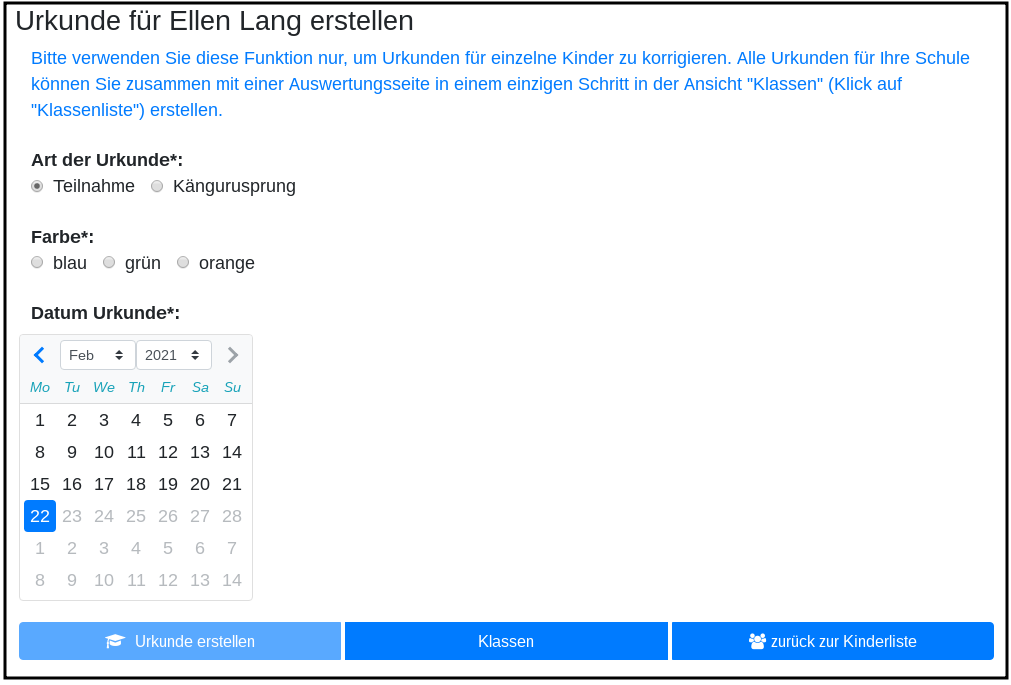 Urkunde für Ellen Lang erstellen
Bitte verwenden Sie diese Funktion nur, um Urkunden für einzelne Kinder zu korrigieren. Alle Urkunden für Ihre Schule
können Sie zusammen mit einer Auswertungsseite in einem einzigen Schritt in der Ansicht "Klassen" (Klick auf
"Klassenliste") erstellen.
Art der Urkunde*:
Teilnahme Kängurusprung
Farbe*:
blau grün orange
Datum Urkunde*:
Feb 2021
Mo Tu We Th Fr Sa Su
1 2 3 4 5 6 7
8 9 10 11 12 13 14
15 16 17 18 19 20 21
22 23 24 25 26 27 28
1 2 3 4 5 6 7
8 9 10 11 12 13 14
Urkunde erstellen Klassen zurück zur Kinderliste